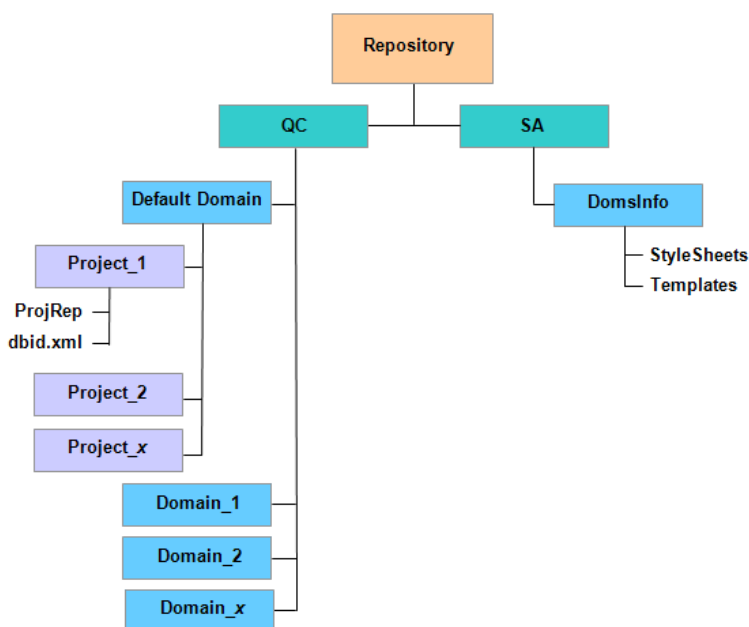 Repository
QC
SA
Default Domain
DomsInfo
Project_1
StyleSheets
Templates
ProjRep
dbid.xml
Project_2
Project_x
Domain_1
Domain_2
Domain_x